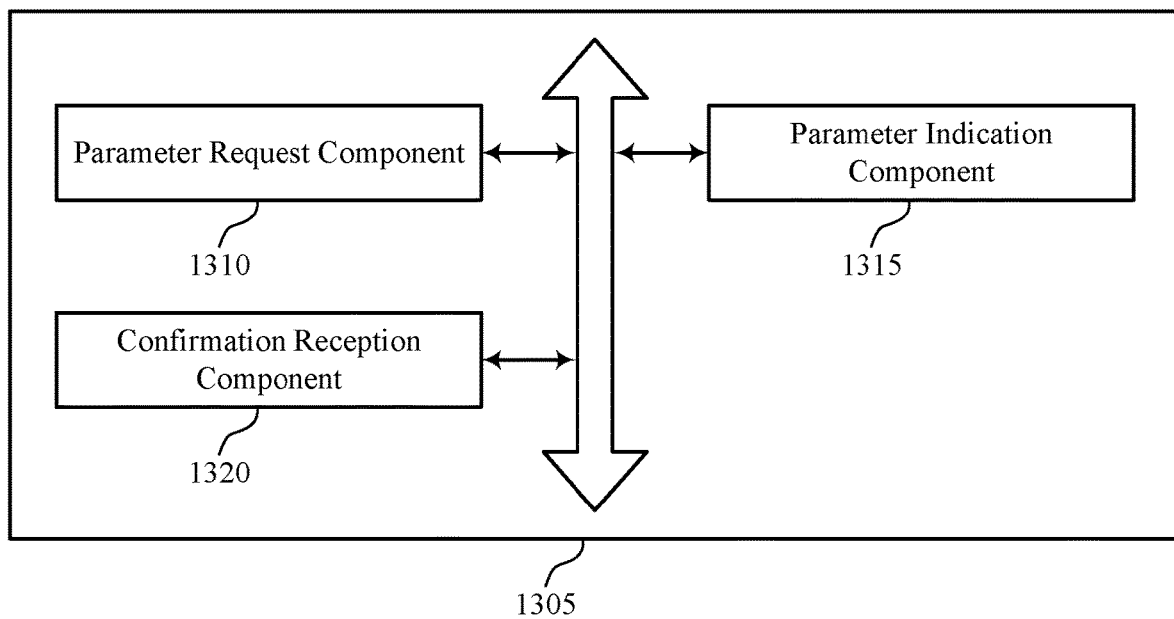 Parameter Request Component
1310
Parameter Indication
Component
1315
Confirmation Reception
Component
1320
1305